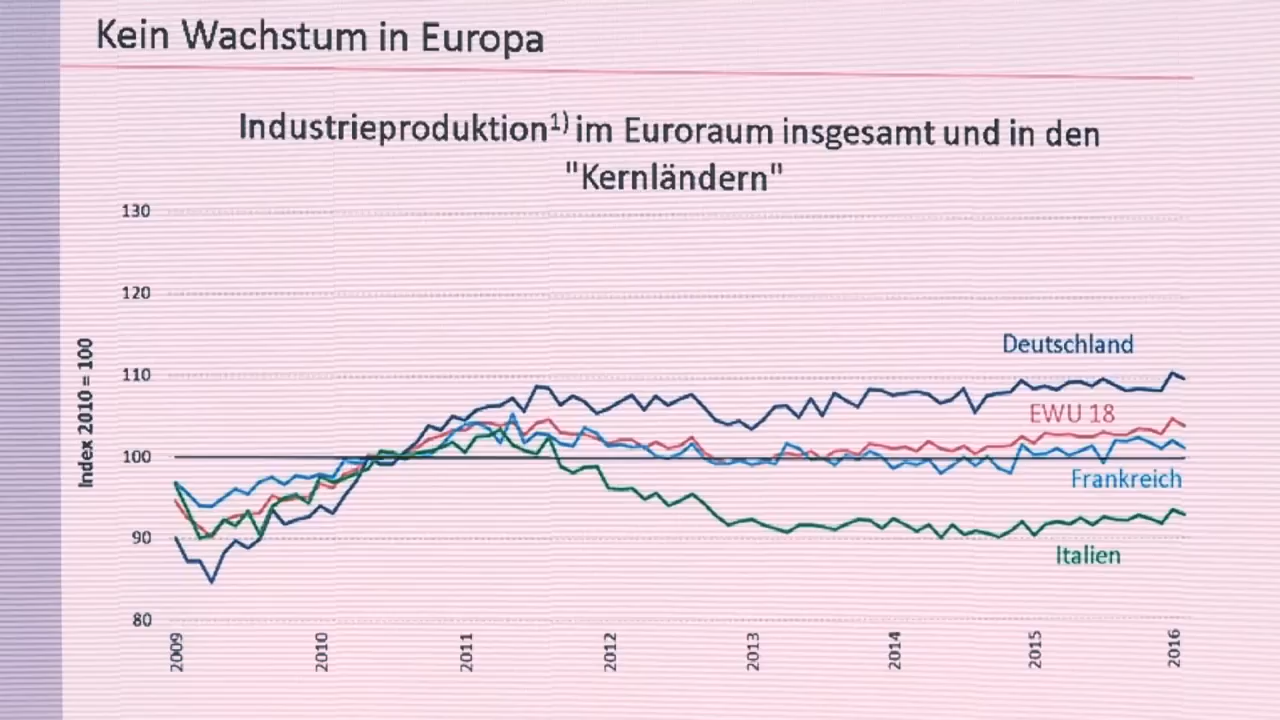 Kein Wachstum in Europa
Industrieproduktion¹⁾ im Euroraum insgesamt und in den
"Kernländern"
Index 2010 = 100
130
120
110
100
90
80
Deutschland
EWU 18
Frankreich
Italien
2009
2010
2011
2012
2013
2014
2015
2016